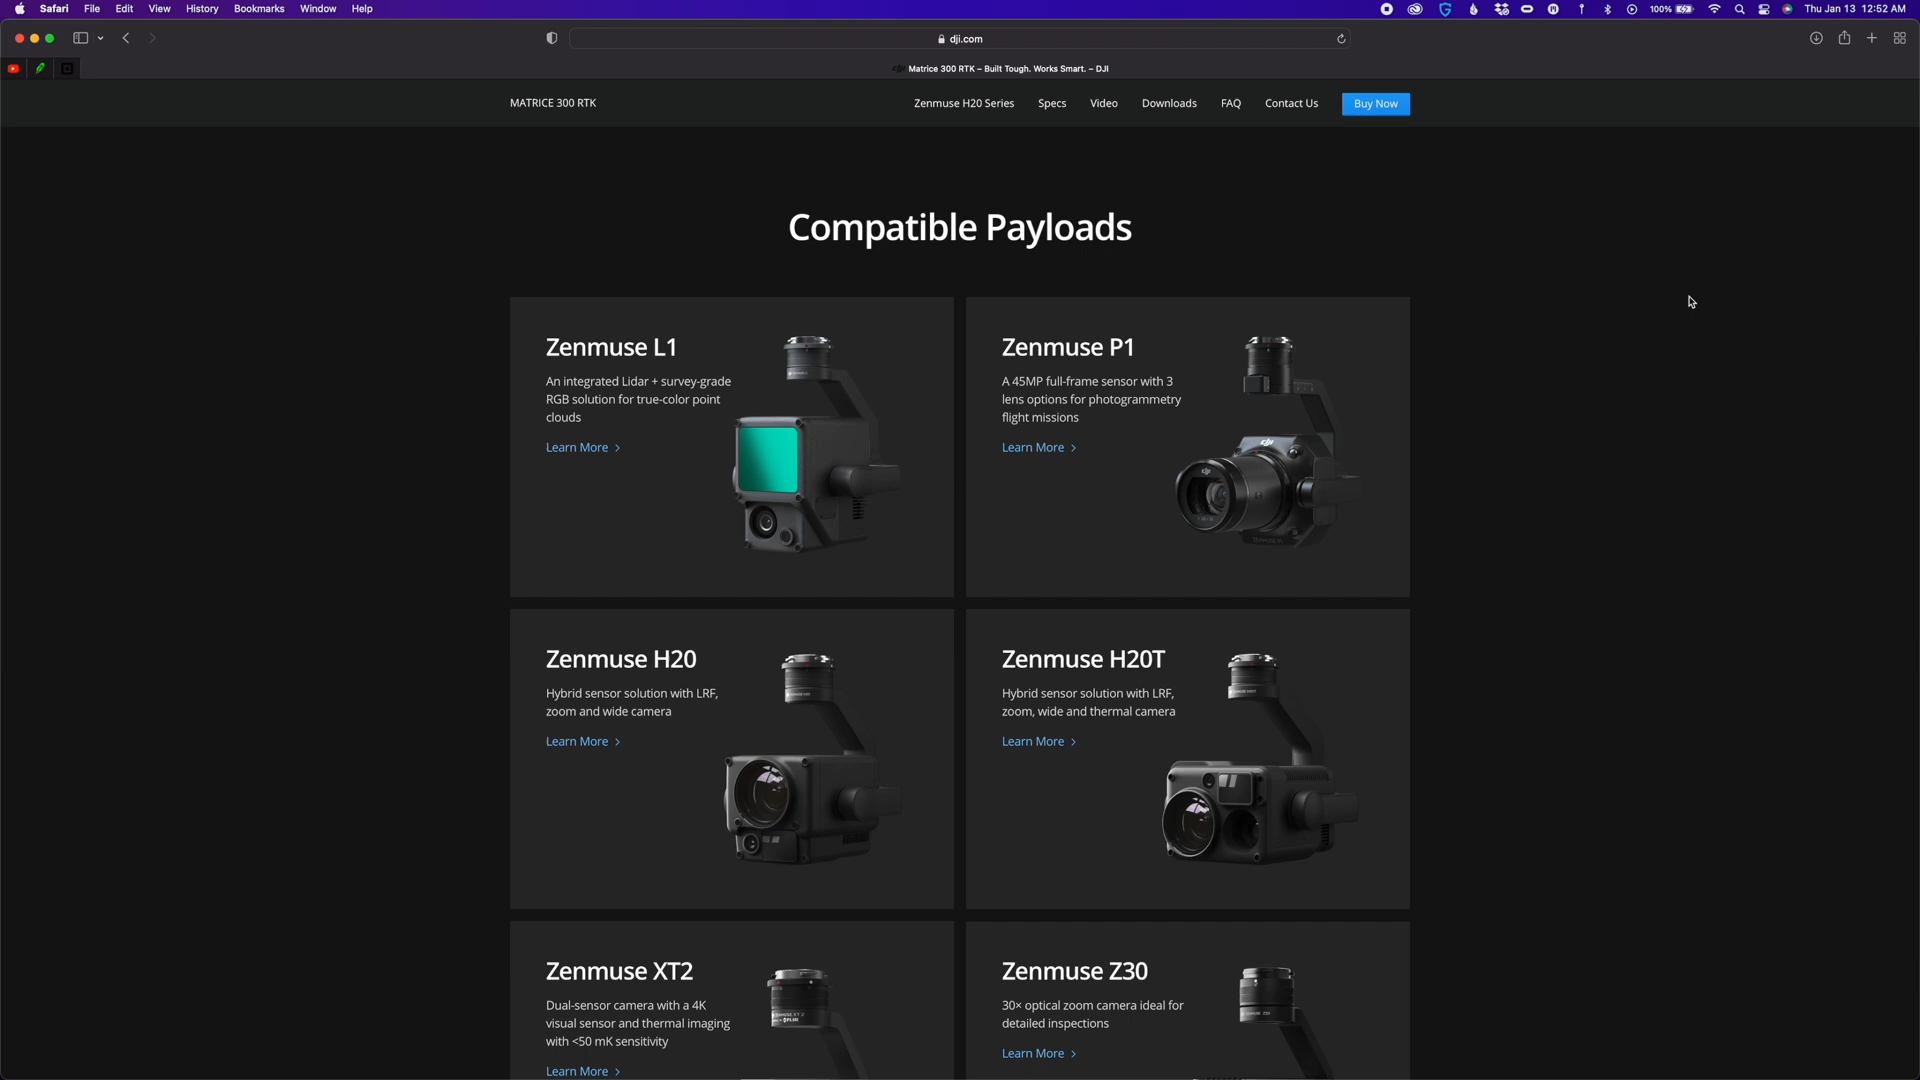 Safari File Edit View History Bookmarks Window Help
100% Thu Jan 13 12:52 AM
dji.com
Matrice 300 RTK – Built Tough. Works Smart. – DJI
MATRICE 300 RTK
Zenmuse H20 Series Specs Video Downloads FAQ Contact Us Buy Now
Compatible Payloads
Zenmuse L1
An integrated Lidar + survey-grade
RGB solution for true-color point
clouds
Learn More >
Zenmuse P1
A 45MP full-frame sensor with 3
lens options for photogrammetry
flight missions
Learn More >
Zenmuse H20
Hybrid sensor solution with LRF,
zoom and wide camera
Learn More >
Zenmuse H20T
Hybrid sensor solution with LRF,
zoom, wide and thermal camera
Learn More >
Zenmuse XT2
Dual-sensor camera with a 4K
visual sensor and thermal imaging
with <50 mK sensitivity
Learn More >
Zenmuse Z30
30× optical zoom camera ideal for
detailed inspections
Learn More >